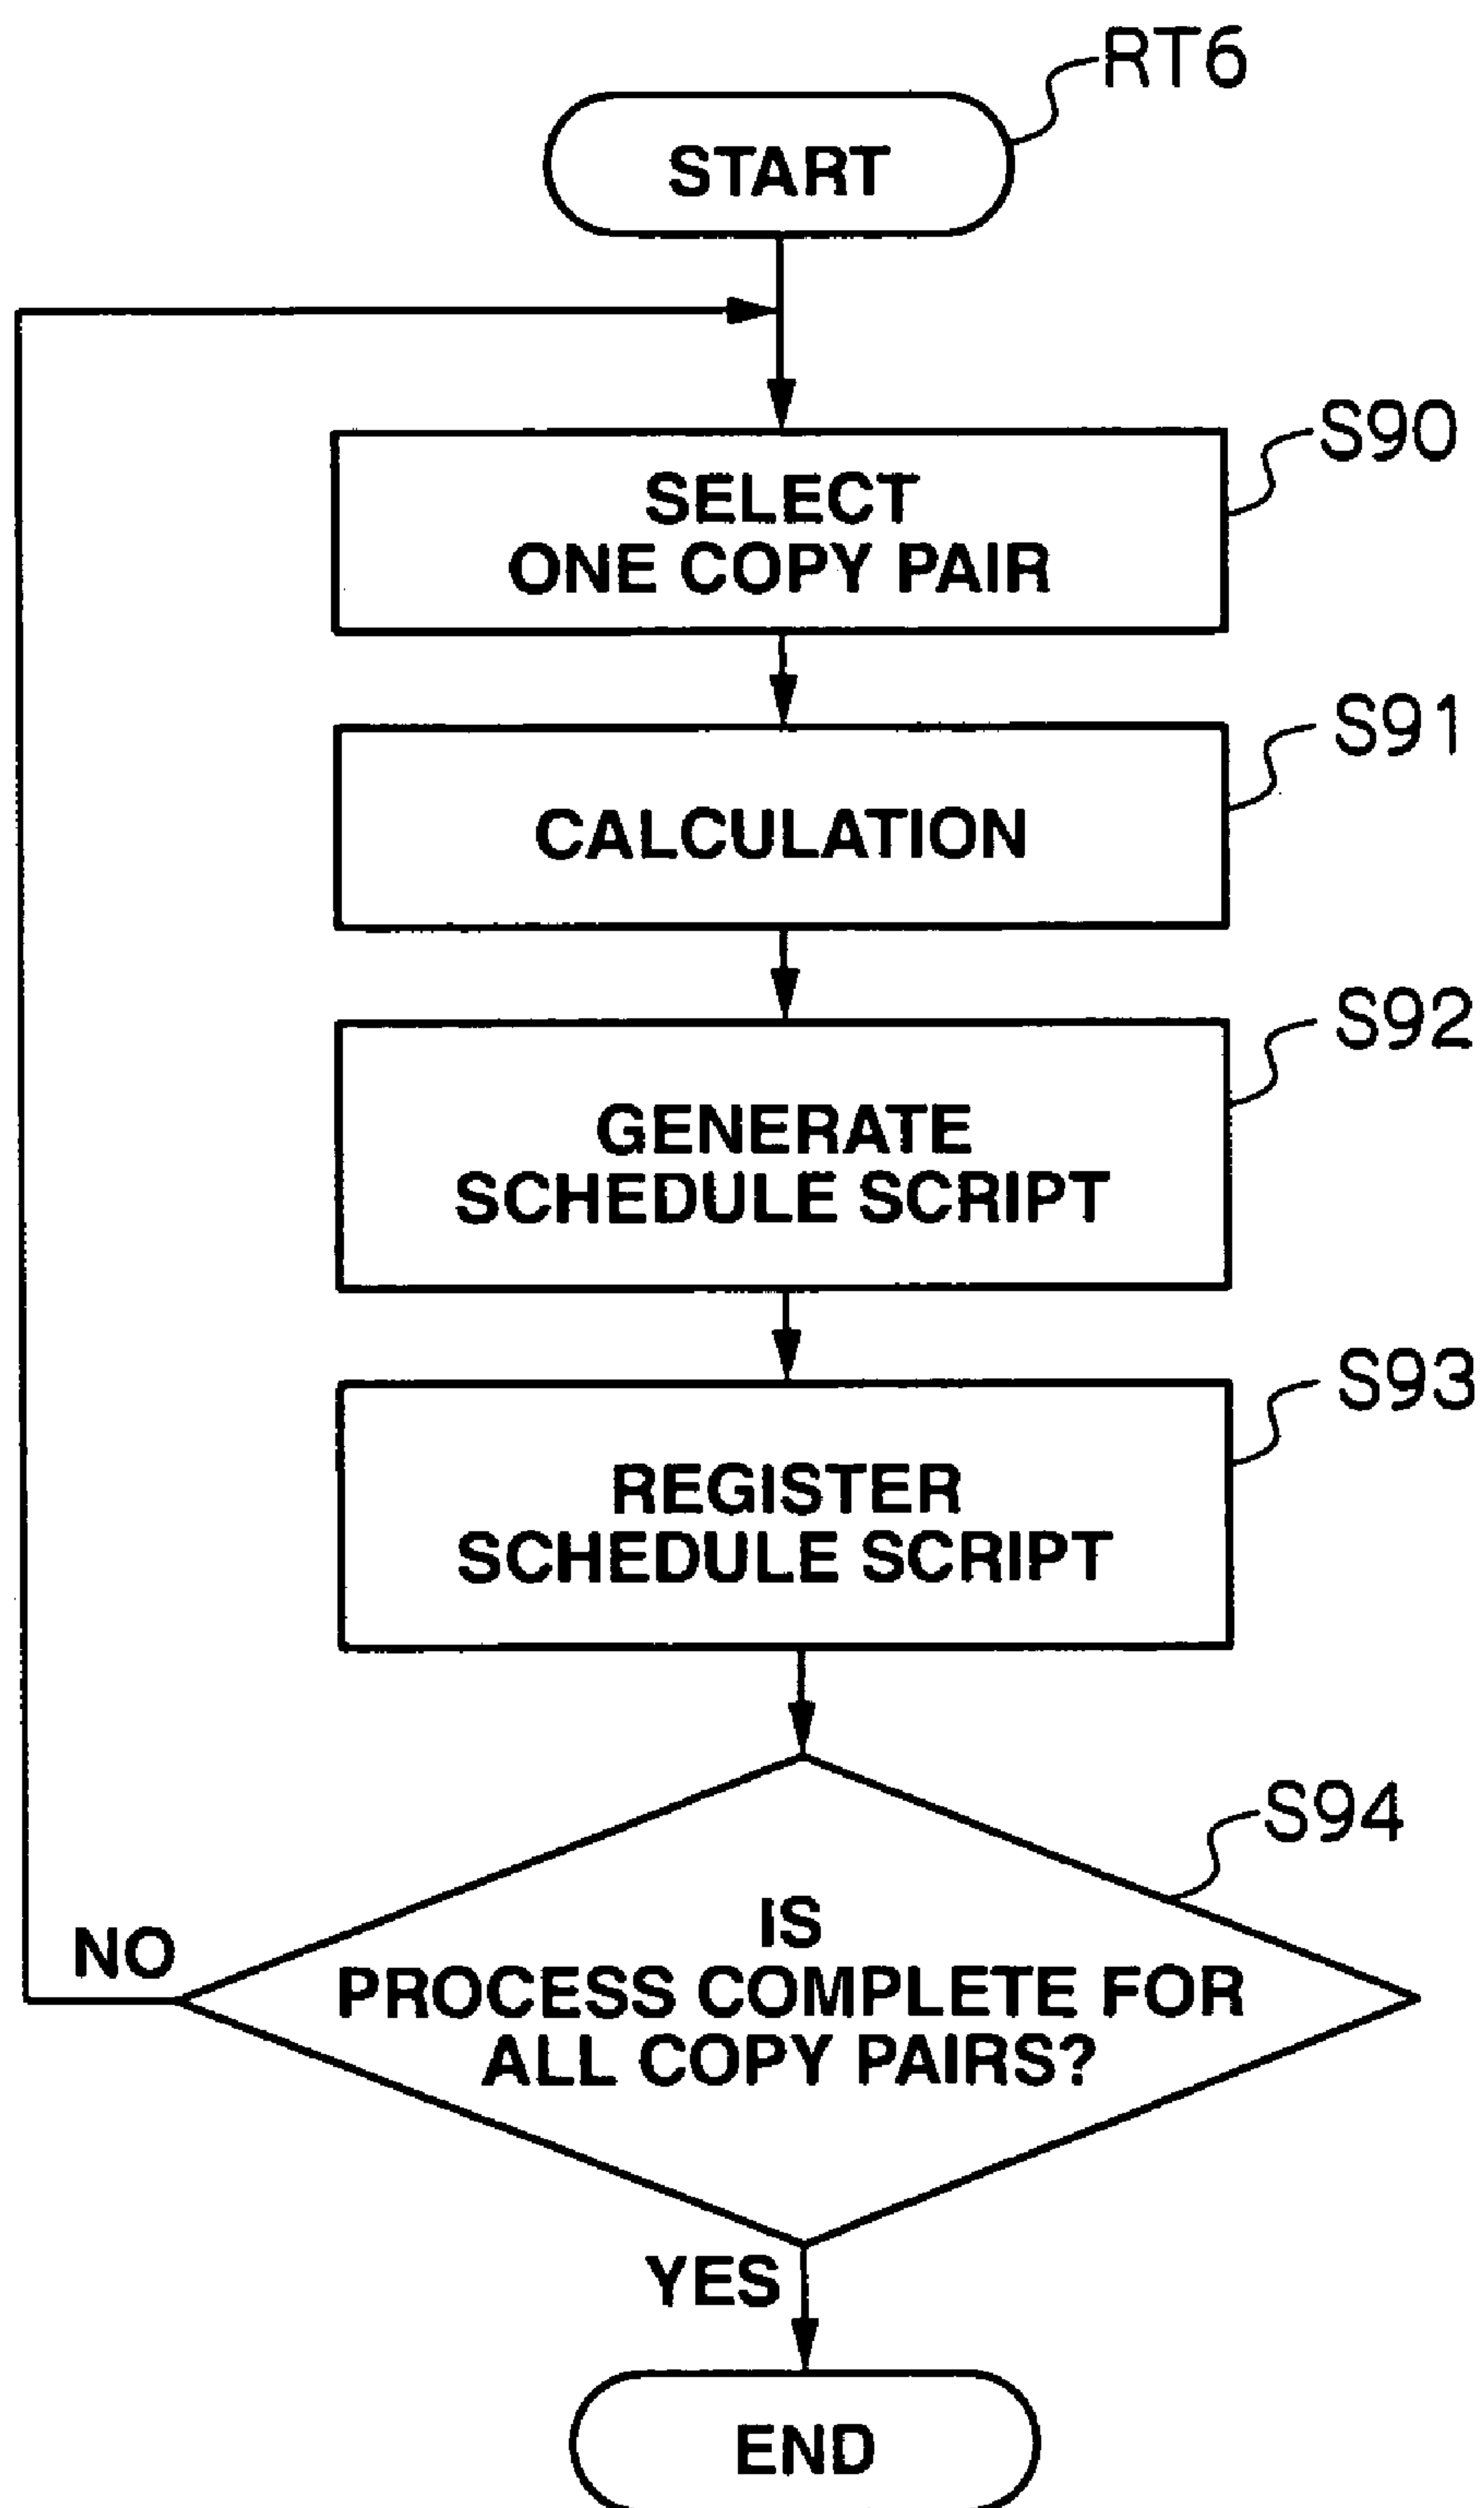 RT6
START
S90
SELECT
ONE COPY PAIR
S91
CALCULATION
S92
GENERATE
SCHEDULE SCRIPT
S93
REGISTER
SCHEDULE SCRIPT
S94
IS
PROCESS COMPLETE FOR
ALL COPY PAIRS?
NO
YES
END